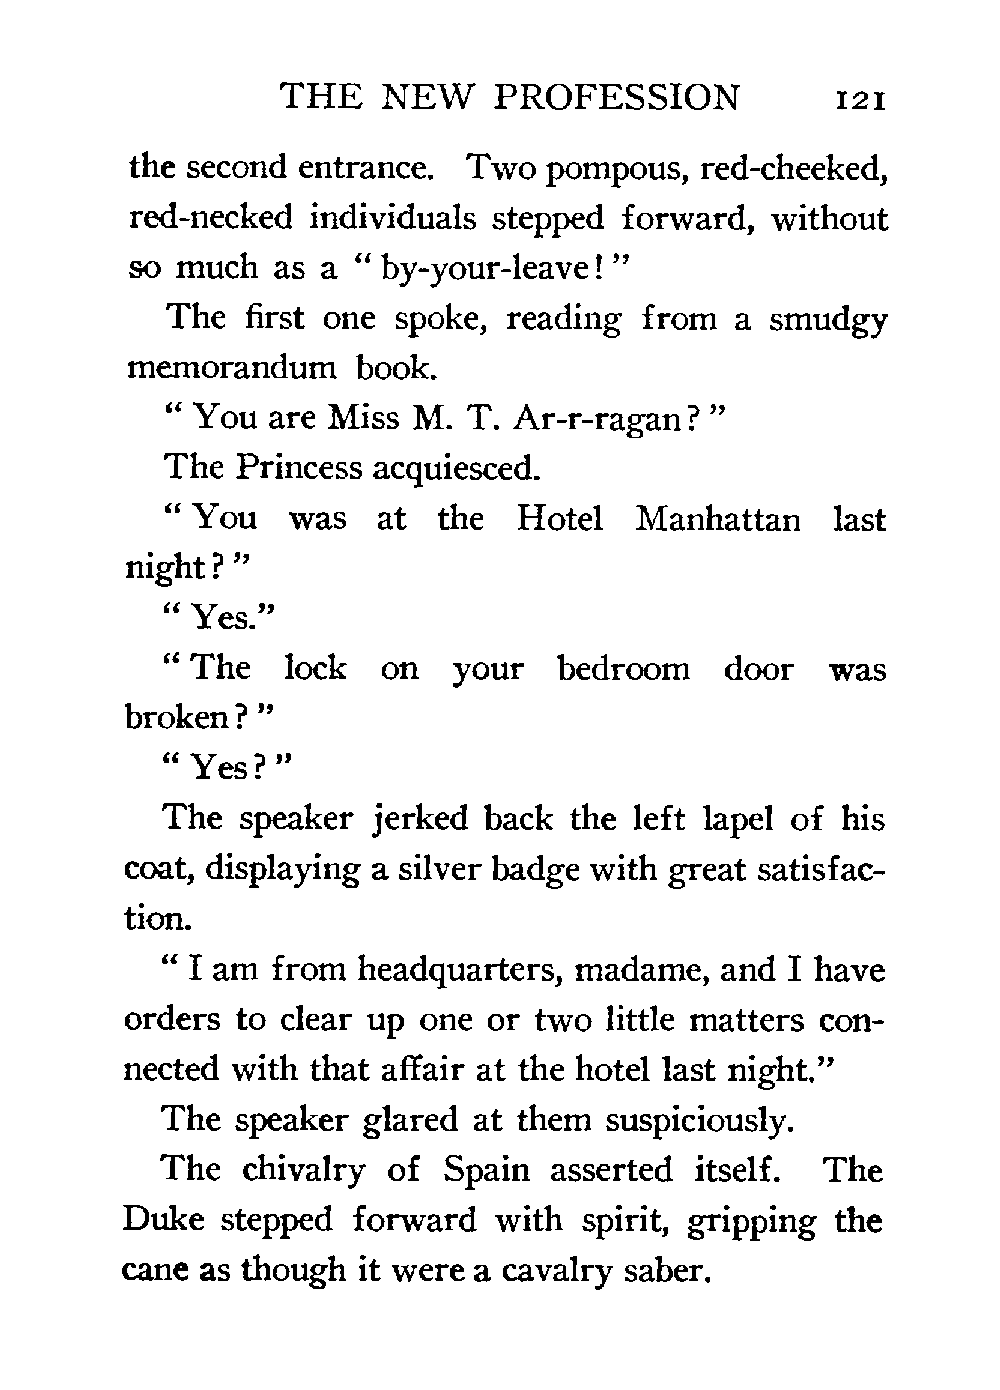 THE NEW PROFESSION 121
the second entrance. Two pompous, red-cheeked,
red-necked individuals stepped forward, without
so much as a “ by-your-leave! ”
The first one spoke, reading from a smudgy
memorandum book.
“ You are Miss M. T. Ar-r-ragan? ”
The Princess acquiesced.
“ You was at the Hotel Manhattan last
night? ”
“ Yes.”
“ The lock on your bedroom door was
broken? ”
“ Yes? ”
The speaker jerked back the left lapel of his
coat, displaying a silver badge with great satisfac-
tion.
“ I am from headquarters, madame, and I have
orders to clear up one or two little matters con-
nected with that affair at the hotel last night.”
The speaker glared at them suspiciously.
The chivalry of Spain asserted itself. The
Duke stepped forward with spirit, gripping the
cane as though it were a cavalry saber.